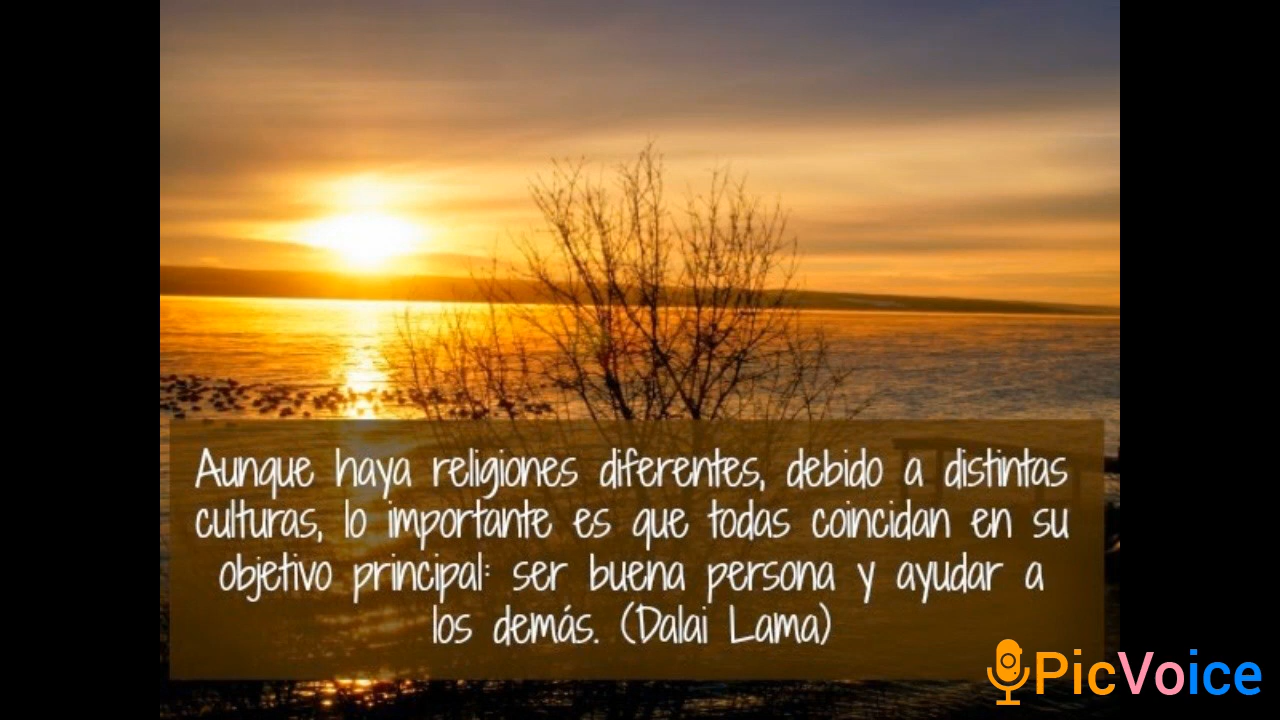 Aunque haya religiones diferentes, debido a distintas
culturas, lo importante es que todas coincidan en su
objetivo principal: ser buena persona y ayudar a
los demás. (Dalai Lama)
PicVoice